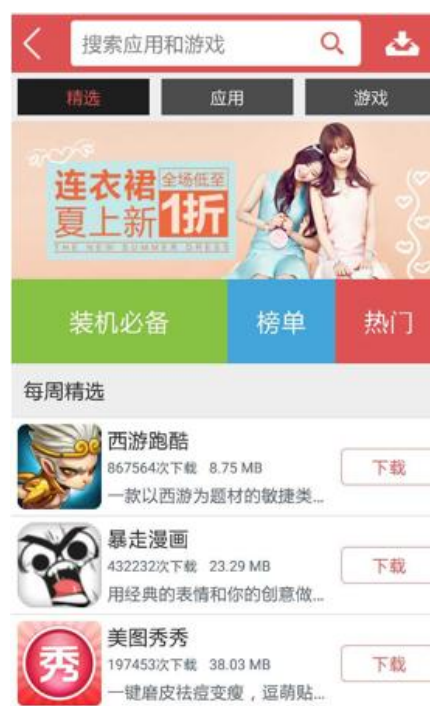 搜索应用和游戏
精选 应用 游戏
连衣裙 全场低至
夏上新 1折
THE NEW SUMMER DRESS
装机必备 榜单 热门
每周精选
西游跑酷
867564次下载 8.75 MB
下载
一款以西游为题材的敏捷类...
暴走漫画
432232次下载 23.29 MB
下载
用经典的表情和你的创意做...
秀
美图秀秀
197453次下载 38.03 MB
下载
一键磨皮祛痘变瘦，逗萌贴...